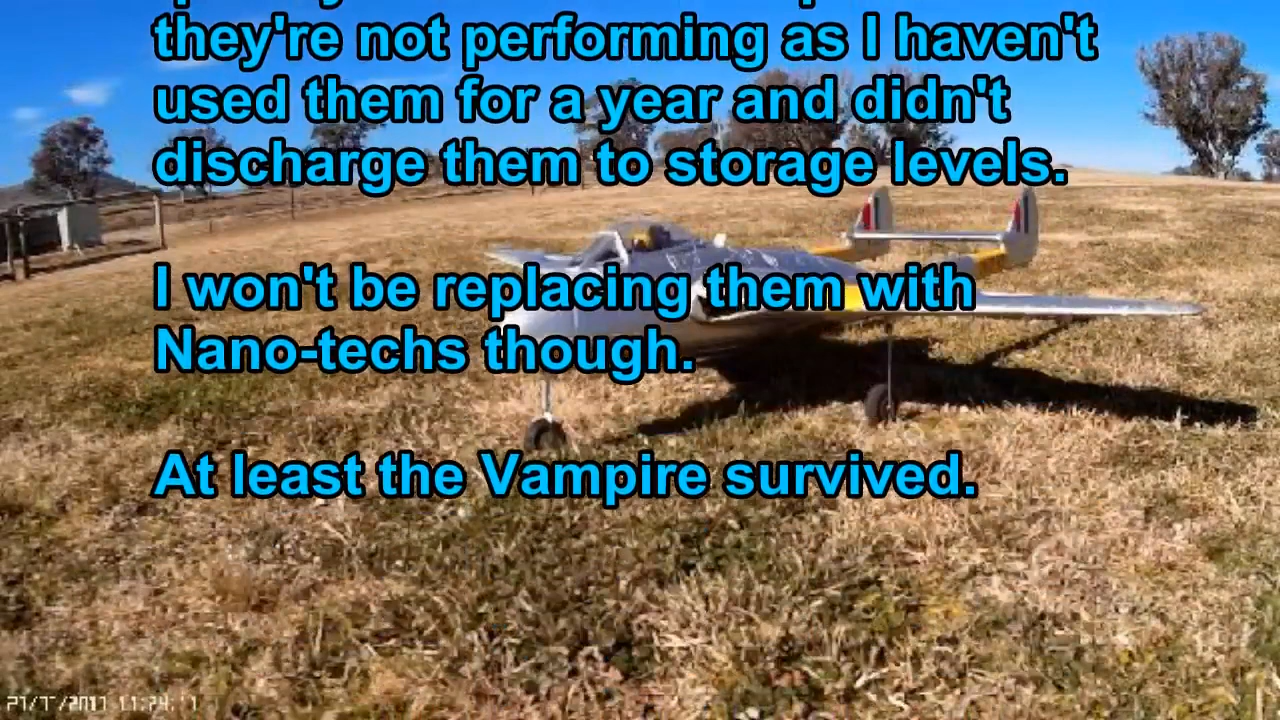 they're not performing as I haven't
used them for a year and didn't
discharge them to storage levels.
I won't be replacing them with
Nano-techs though.
At least the Vampire survived.